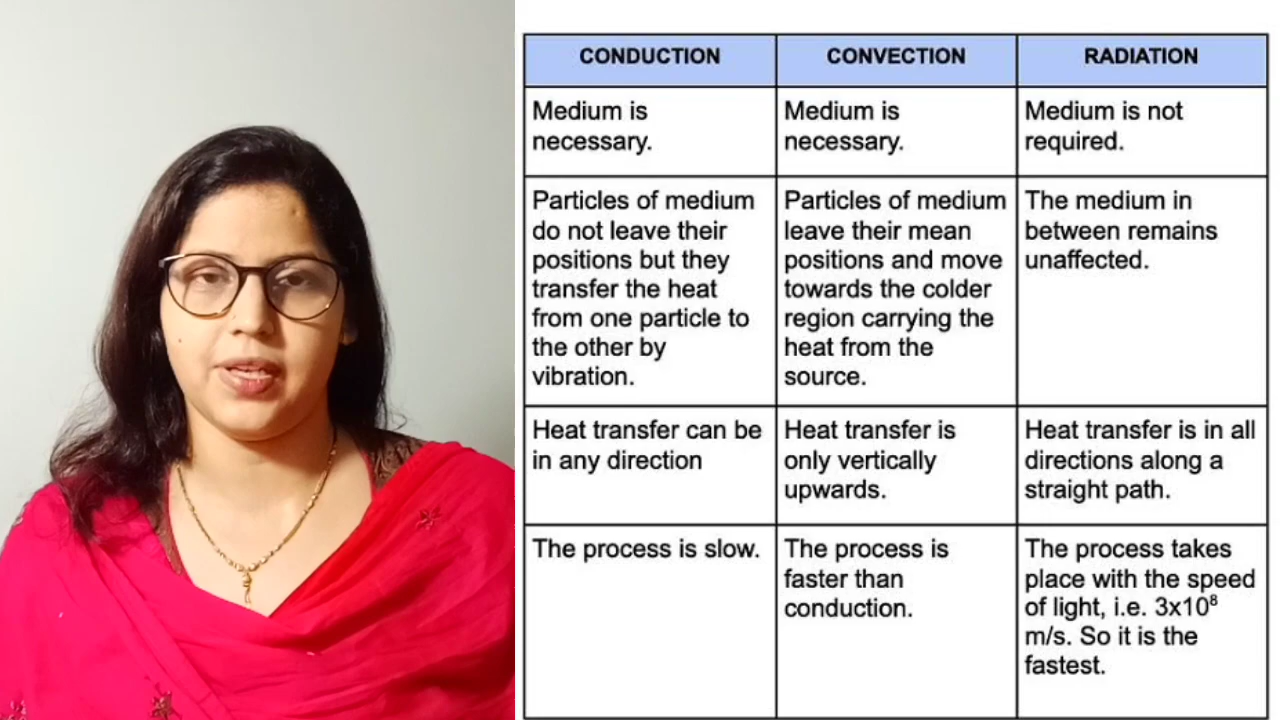 CONDUCTION
CONVECTION
RADIATION
Medium is
necessary.
Medium is
necessary.
Medium is not
required.
Particles of medium
do not leave their
positions but they
transfer the heat
from one particle to
the other by
vibration.
Particles of medium
leave their mean
positions and move
towards the colder
region carrying the
heat from the
source.
The medium in
between remains
unaffected.
Heat transfer can be
in any direction
Heat transfer is
only vertically
upwards.
Heat transfer is in all
directions along a
straight path.
The process is slow.
The process is
faster than
conduction.
The process takes
place with the speed
of light, i.e. 3x10⁸
m/s. So it is the
fastest.